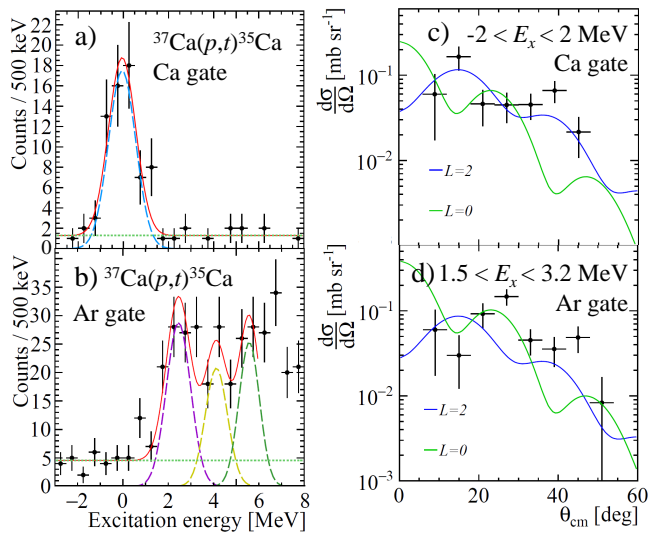 a) ³⁷Ca(p,t)³⁵Ca
Ca gate
Counts / 500 keV
22
20
18
16
14
12
10
8
6
4
2
0
b) ³⁷Ca(p,t)³⁵Ca
Ar gate
Counts / 500 keV
35
30
25
20
15
10
5
0
−2 0 2 4 6 8
Excitation energy [MeV]
c) -2 < Eₓ < 2 MeV
Ca gate
dσ/dΩ [mb sr⁻¹]
10⁻¹
10⁻²
L=2
L=0
d) 1.5 < Eₓ < 3.2 MeV
Ar gate
dσ/dΩ [mb sr⁻¹]
10⁻¹
10⁻²
10⁻³
L=2
L=0
0 20 40 60
θcm [deg]